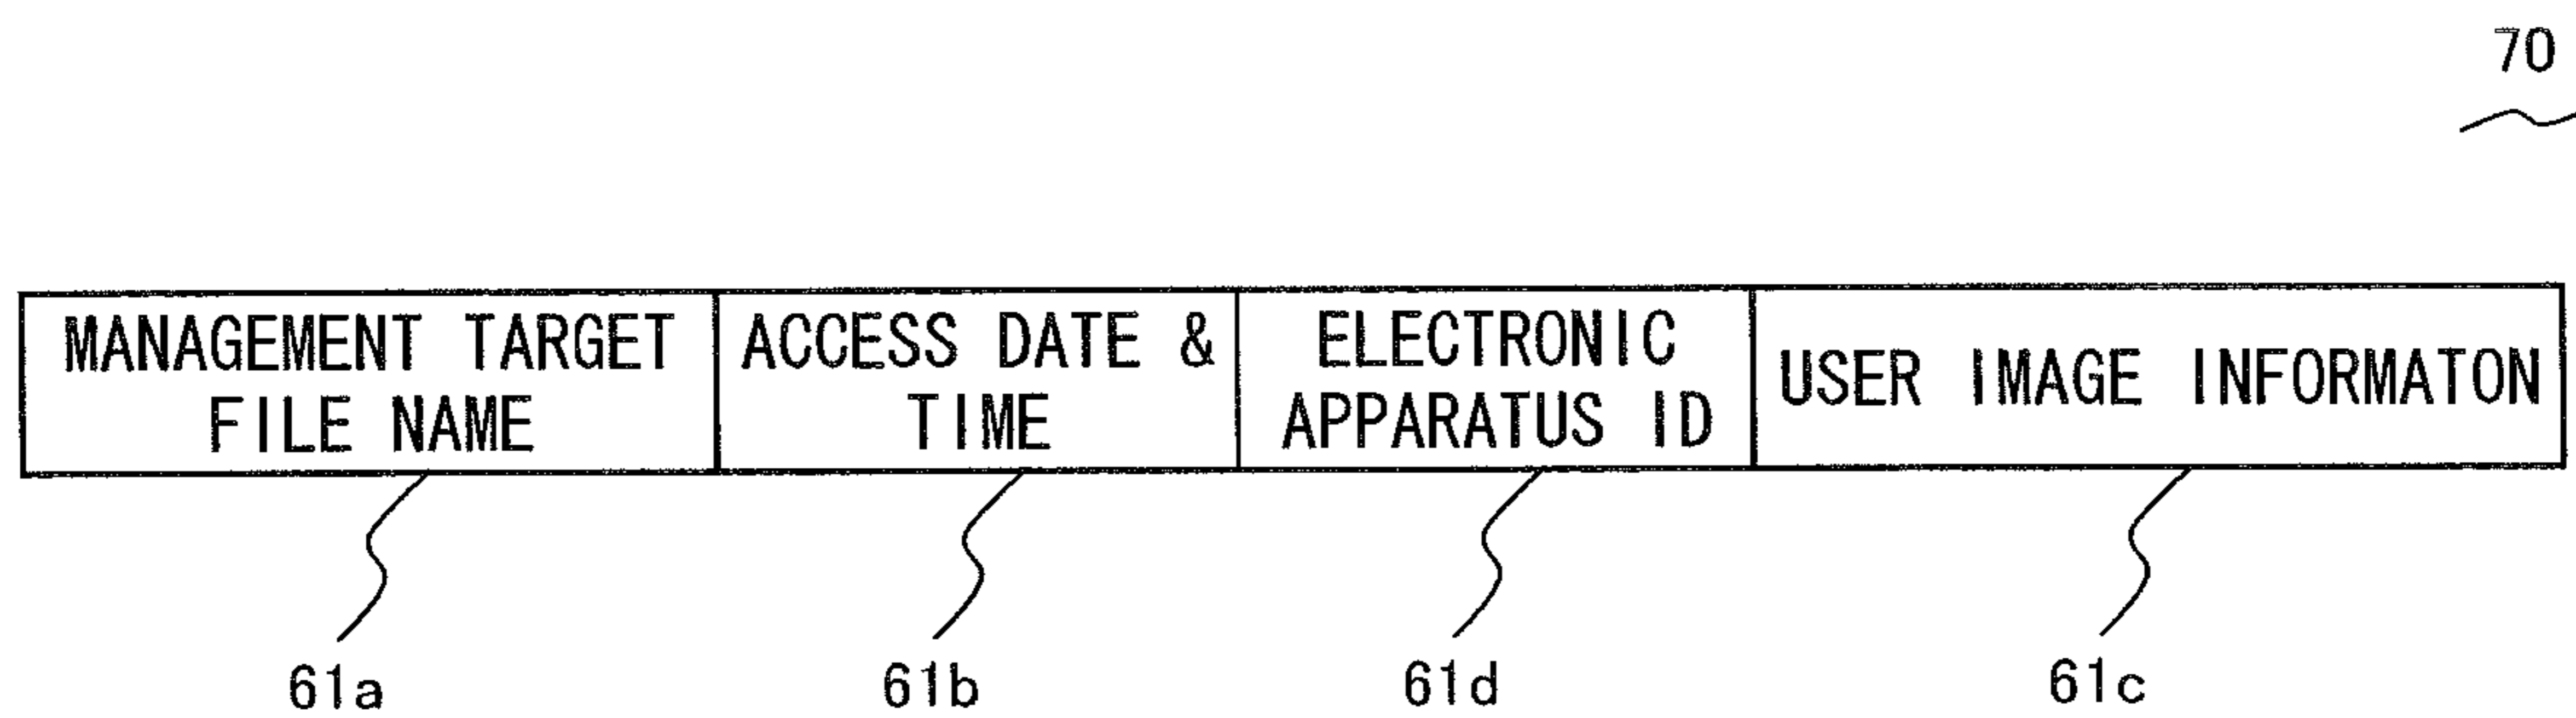 70
MANAGEMENT TARGET
FILE NAME
ACCESS DATE &
TIME
ELECTRONIC
APPARATUS ID
USER IMAGE INFORMATON
61a
61b
61d
61c